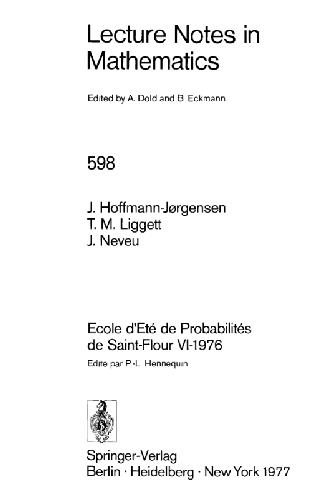 Lecture Notes in
Mathematics
Edited by A. Dold and B. Eckmann
598
J. Hoffmann-Jørgensen
T. M. Liggett
J. Neveu
Ecole d'Eté de Probabilités
de Saint-Flour VI-1976
Edite par P.-L. Hennequin
Springer-Verlag
Berlin · Heidelberg · New York 1977